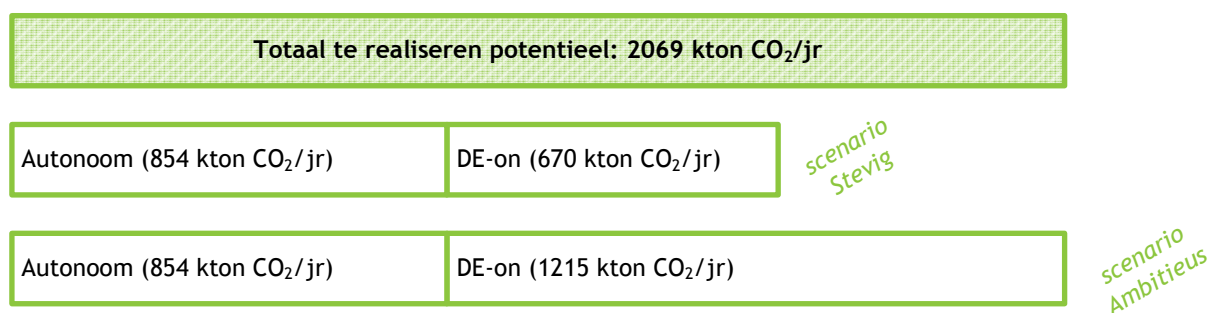 Totaal te realiseren potentieel: 2069 kton CO₂/jr
Autonoom (854 kton CO₂/jr)
DE-on (670 kton CO₂/jr)
scenario
Stevig
Autonoom (854 kton CO₂/jr)
DE-on (1215 kton CO₂/jr)
scenario
Ambitieus